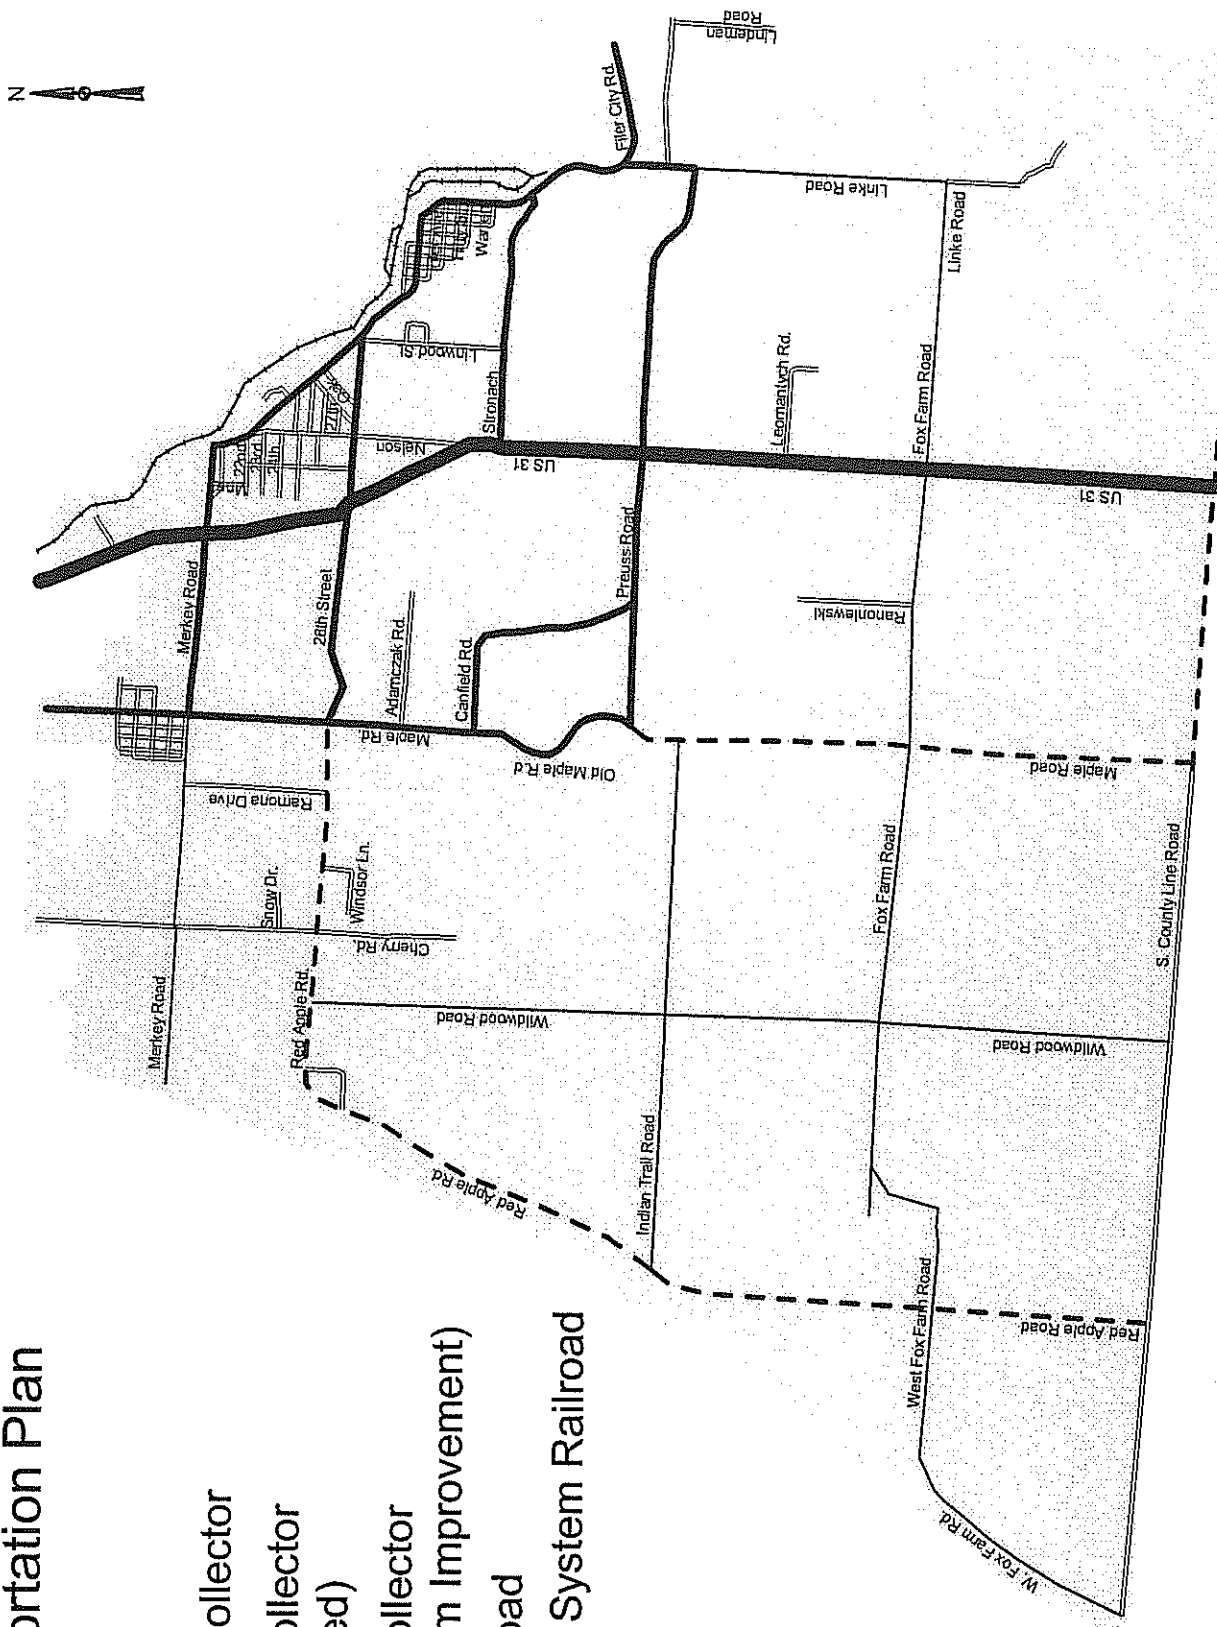 ortation Plan
ollector
ollector
ed)
ollector
m Improvement)
oad
System Railroad
N
Lindeman
Road
Filer City Rd.
Linke Road
Linke Road
Linwood St.
Stronach
Nelson
22nd
23rd
24th
27th
Oak
US 31
US 31
Leomantych Rd.
Fox Farm Road
Merkey Road
28th Street
Adamczak Rd.
Canfield Rd.
Preuss Road
Ranoniewski
Maple Rd.
Old Maple R.d
Maple Road
Ramona Drive
Snow Dr.
Windsor Ln.
Cherry Rd.
Fox Farm Road
S. County Line Road
Merkey Road
Red Apple Rd.
Wildwood Road
Wildwood Road
Red Apple Rd.
Indian Trail Road
West Fox Farm Road
Red Apple Road
W. Fox Farm Rd.